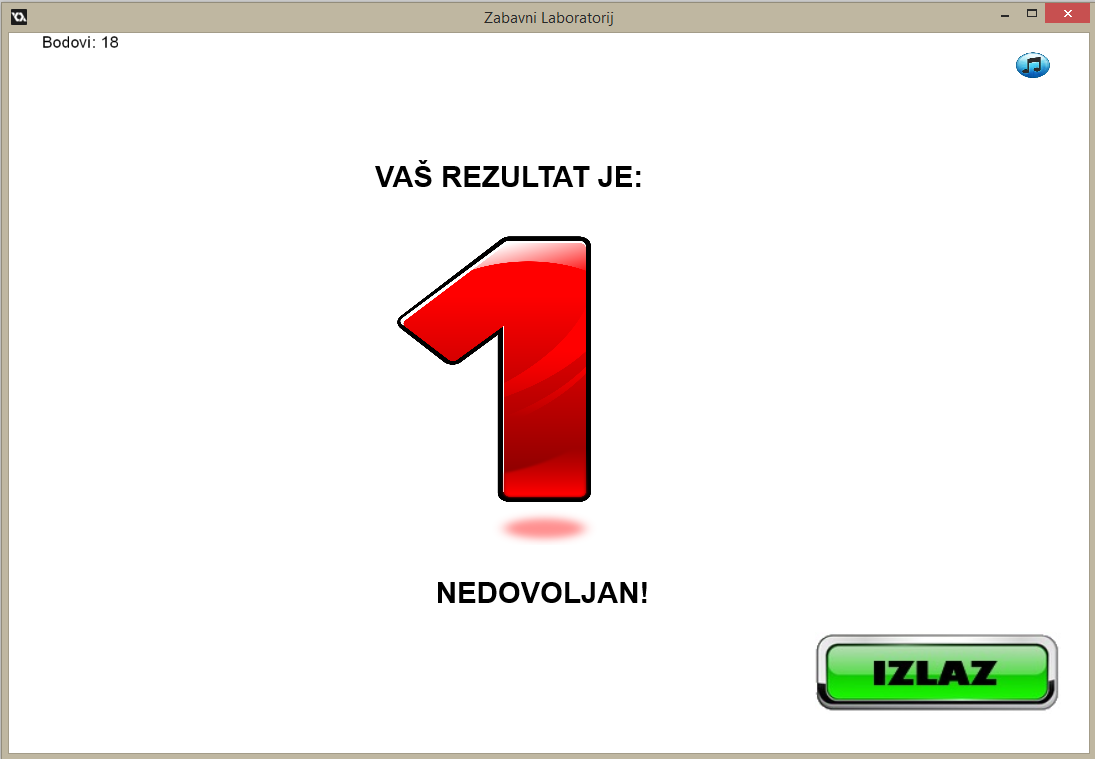 Zabavni Laboratorij
Bodovi: 18
VAŠ REZULTAT JE:
1
NEDOVOLJAN!
IZLAZ